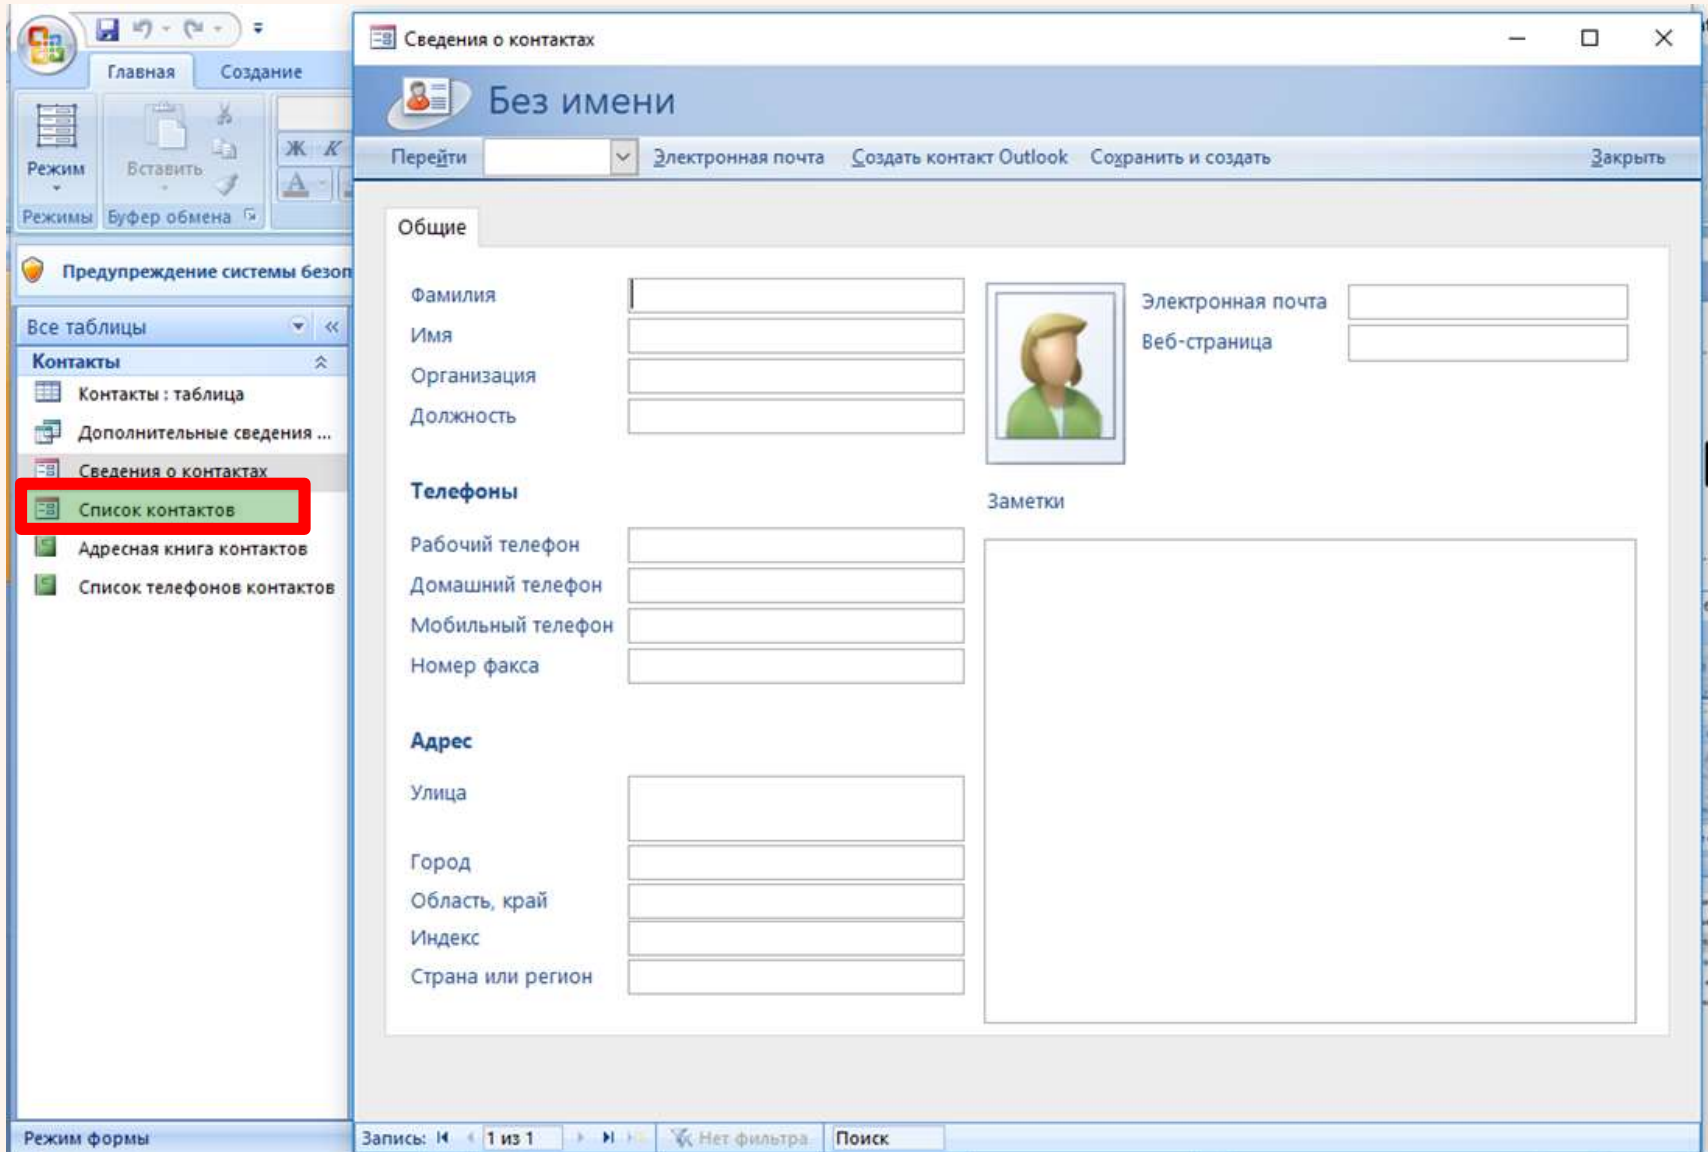 Главная Создание
Режим
Вставить
Ж К
А
Режимы Буфер обмена
Предупреждение системы безоп
Все таблицы
Контакты
Контакты : таблица
Дополнительные сведения ...
Сведения о контактах
Список контактов
Адресная книга контактов
Список телефонов контактов
Режим формы
Сведения о контактах
Без имени
Перейти Электронная почта Создать контакт Outlook Сохранить и создать Закрыть
Общие
Фамилия
Имя
Организация
Должность
Электронная почта
Веб-страница
Телефоны
Рабочий телефон
Домашний телефон
Мобильный телефон
Номер факса
Заметки
Адрес
Улица
Город
Область, край
Индекс
Страна или регион
Запись: 1 из 1 Нет фильтра Поиск